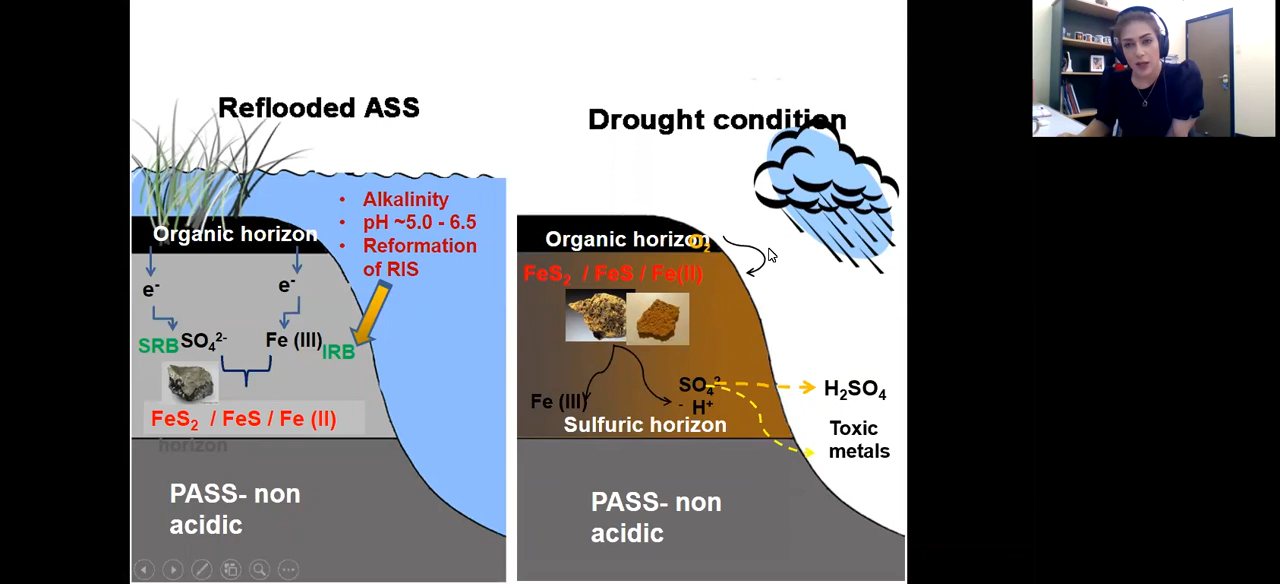 Reflooded ASS
Alkalinity
pH ~5.0 - 6.5
Reformation
of RIS
Organic horizon
e-
e-
SRB SO₄²⁻
Fe (III) IRB
FeS₂ / FeS / Fe (II)
horizon
PASS- non
acidic
Drought condition
Organic horizon
O₂
FeS₂ / FeS / Fe(II)
Fe (III)
SO₄²
- H⁺
H₂SO₄
Toxic
metals
Sulfuric horizon
PASS- non
acidic